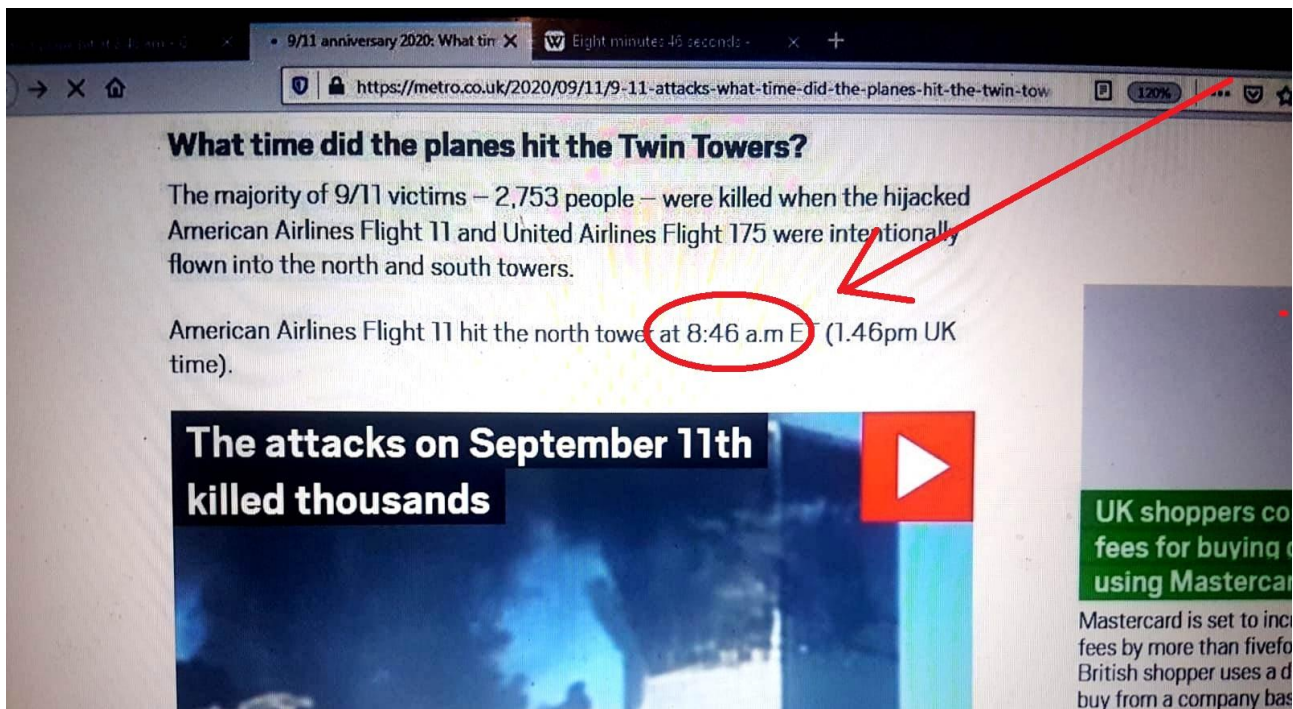 9/11 anniversary 2020: What tim
Eight minutes 46 seconds -
https://metro.co.uk/2020/09/11/9-11-attacks-what-time-did-the-planes-hit-the-twin-tow
120%
What time did the planes hit the Twin Towers?
The majority of 9/11 victims – 2,753 people – were killed when the hijacked
American Airlines Flight 11 and United Airlines Flight 175 were intentionally
flown into the north and south towers.
American Airlines Flight 11 hit the north tower at 8:46 a.m ET (1.46pm UK
time).
The attacks on September 11th
killed thousands
UK shoppers co
fees for buying
using Mastercar
Mastercard is set to incr
fees by more than fivefo
British shopper uses a d
buy from a company bas